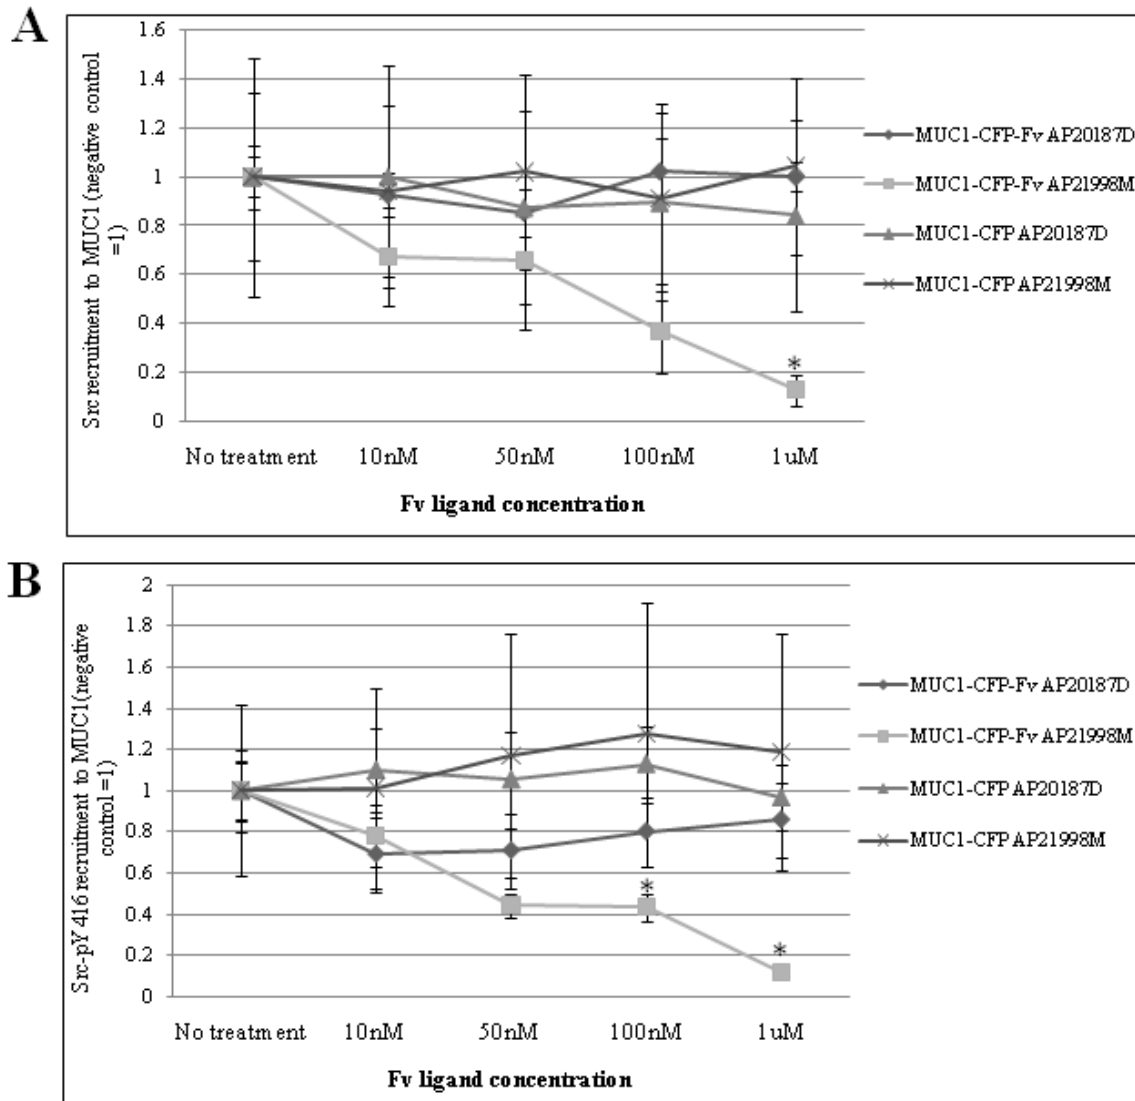 A
Src recruitment to MUC1 (negative control
=1)
1.6
1.4
1.2
1
0.8
0.6
0.4
0.2
0
*
No treatment 10nM 50nM 100nM 1uM
Fv ligand concentration
MUC1-CFP-Fv AP20187D
MUC1-CFP-Fv AP21998M
MUC1-CFP AP20187D
MUC1-CFP AP21998M
B
Src-pY416 recruitment to MUC1(negative
control =1)
2
1.8
1.6
1.4
1.2
1
0.8
0.6
0.4
0.2
0
*
*
No treatment 10nM 50nM 100nM 1uM
Fv ligand concentration
MUC1-CFP-Fv AP20187D
MUC1-CFP-Fv AP21998M
MUC1-CFP AP20187D
MUC1-CFP AP21998M